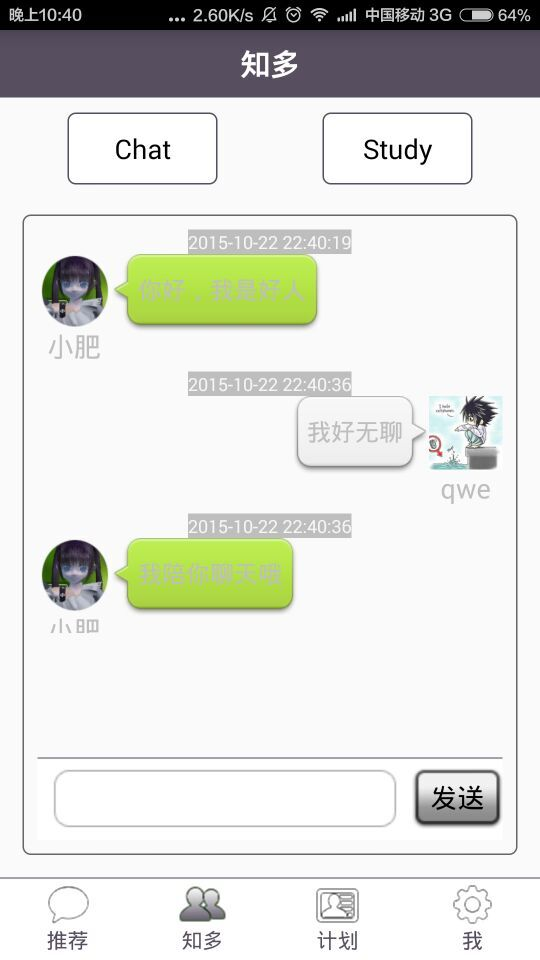 晚上10:40 ... 2.60K/s 中国移动 3G 64%
知多
Chat Study
2015-10-22 22:40:19
你好，我是好人
小肥
2015-10-22 22:40:36
我好无聊
qwe
2015-10-22 22:40:36
我陪你聊天哦
小肥
发送
推荐 知多 计划 我